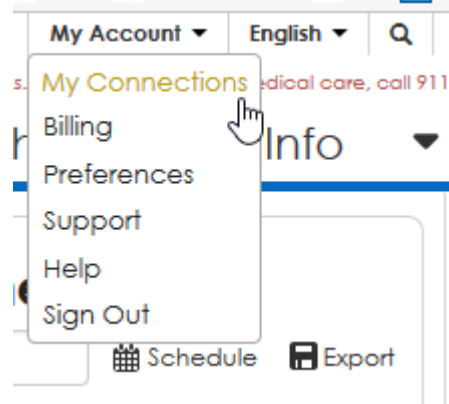 My Account English
s. My Connections edical care, call 911
Billing
Info
Preferences
Support
Help
Sign Out
Schedule Export